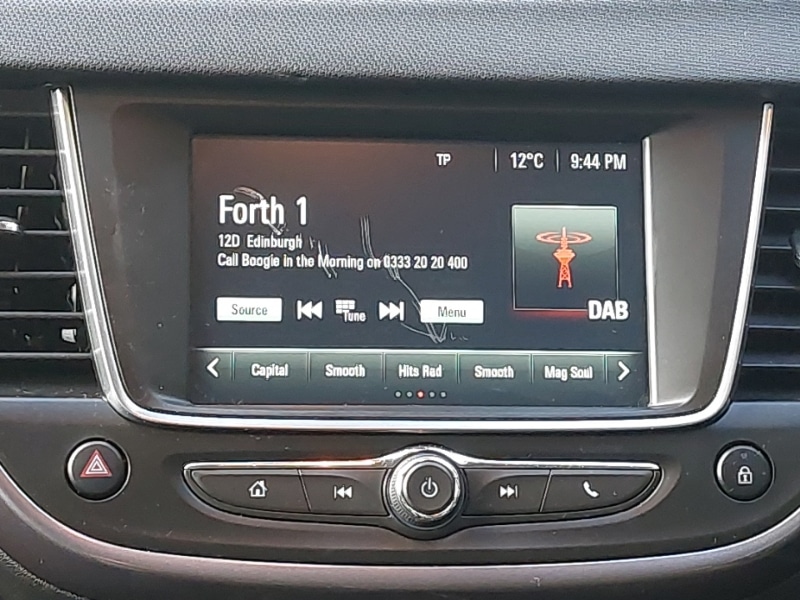 TP 12°C 9:44 PM
Forth 1
12D Edinburgh
Call Boogie in the Morning on 0333 20 20 400
DAB
Source Tune Menu
Capital Smooth Hits Rad Smooth Mag Soul